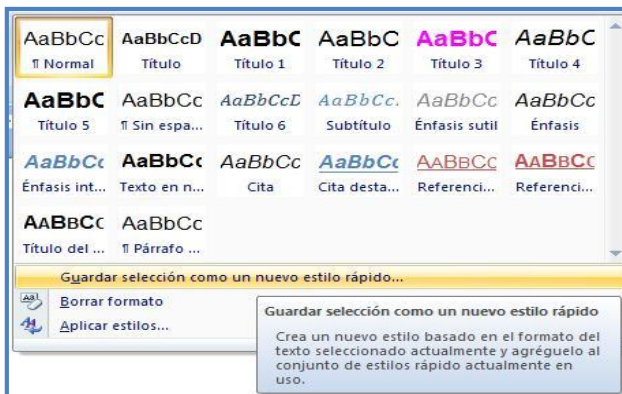 AaBbCc AaBbCcD AaBbC AaBbC AaBbC AaBbC
¶ Normal Título Título 1 Título 2 Título 3 Título 4
AaBbC AaBbCc AaBbCcD AaBbCc. AaBbCc AaBbCc
Título 5 ¶ Sin espa... Título 6 Subtítulo Énfasis sutil Énfasis
AaBbCc AaBbCc AaBbCc AaBbCc AABBCC AABBCC
Énfasis int... Texto en n... Cita Cita desta... Referenci... Referenci...
AABBCC AaBbCc
Título del ... ¶ Párrafo ...
Guardar selección como un nuevo estilo rápido...
Borrar formato
Aplicar estilos...
Guardar selección como un nuevo estilo rápido
Crea un nuevo estilo basado en el formato del
texto seleccionado actualmente y agréguelo al
conjunto de estilos rápido actualmente en
uso.